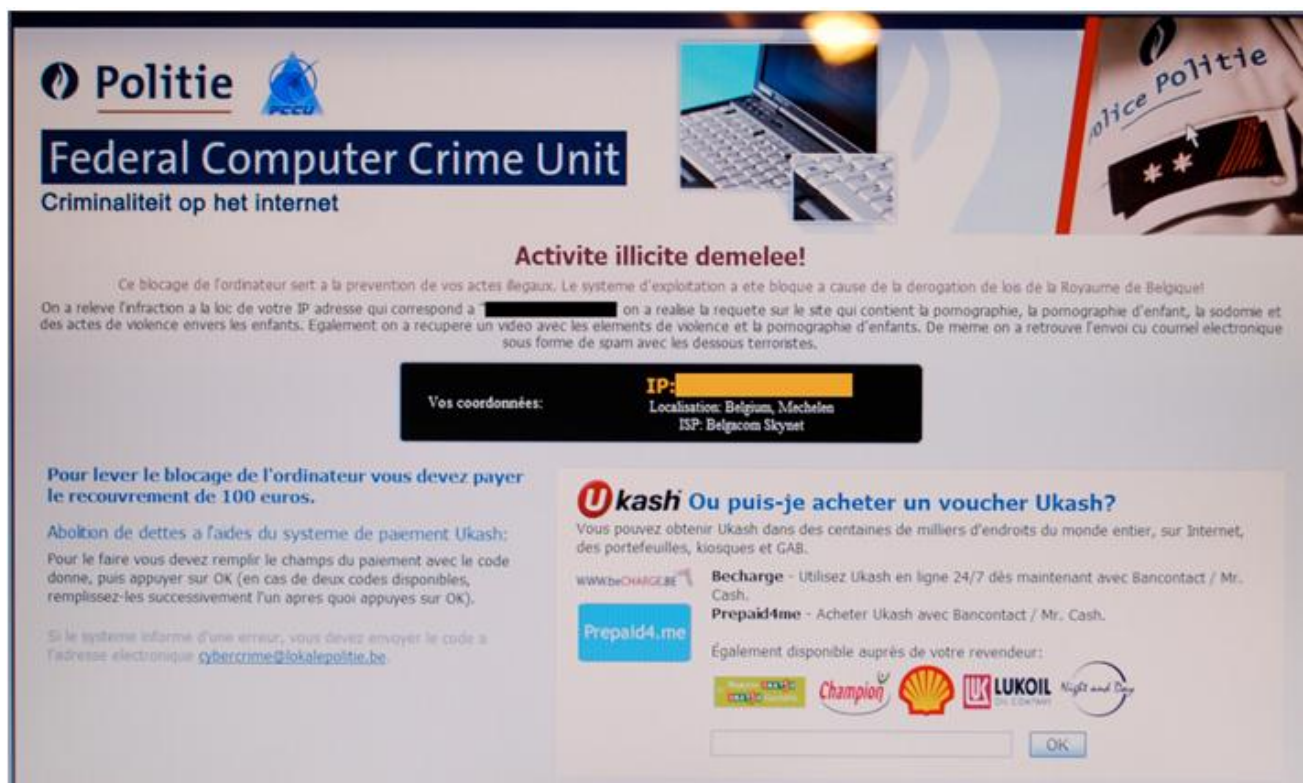 Politie
FCCU
Federal Computer Crime Unit
Criminaliteit op het internet
Police Politie
Activite illicite demelee!
Ce blocage de l'ordinateur sert a la prevention de vos actes illegaux. Le systeme d'exploitation a ete bloque a cause de la derogation de lois de la Royaume de Belgique!
On a releve l'infraction a la loc de votre IP adresse qui correspond a " on a realise la requete sur le site qui contient la pornographie, la pornographie d'enfant, la sodomie et
des actes de violence envers les enfants. Egalement on a recupere un video avec les elements de violence et la pornographie d'enfants. De meme on a retrouve l'envoi cu courriel electronique
sous forme de spam avec les dessous terroristes.
Vos coordonnées:
IP:
Localisation: Belgium, Mechelen
ISP: Belgacom Skynet
Pour lever le blocage de l'ordinateur vous devez payer
le recouvrement de 100 euros.
Abolition de dettes a l'aides du systeme de paiement Ukash:
Pour le faire vous devez remplir le champs du paiement avec le code
donne, puis appuyer sur OK (en cas de deux codes disponibles,
remplissez-les successivement l'un apres quoi appuyes sur OK).
Si le systeme informe d'une erreur, vous deviez envoyer le code a
l'adresse electronique cybercrime@lokalepolitie.be.
Ukash Ou puis-je acheter un voucher Ukash?
Vous pouvez obtenir Ukash dans des centaines de milliers d'endroits du monde entier, sur Internet,
des portefeuilles, kiosques et GAB.
www.beCHARGE.BE
Becharge - Utilisez Ukash en ligne 24/7 dès maintenant avec Bancontact / Mr.
Cash.
Prepaid4.me
Prepaid4me - Acheter Ukash avec Bancontact / Mr. Cash.
Également disponible auprès de votre revendeur:
Champion
LUKOIL
OIL COMPANY
Night and Day
OK